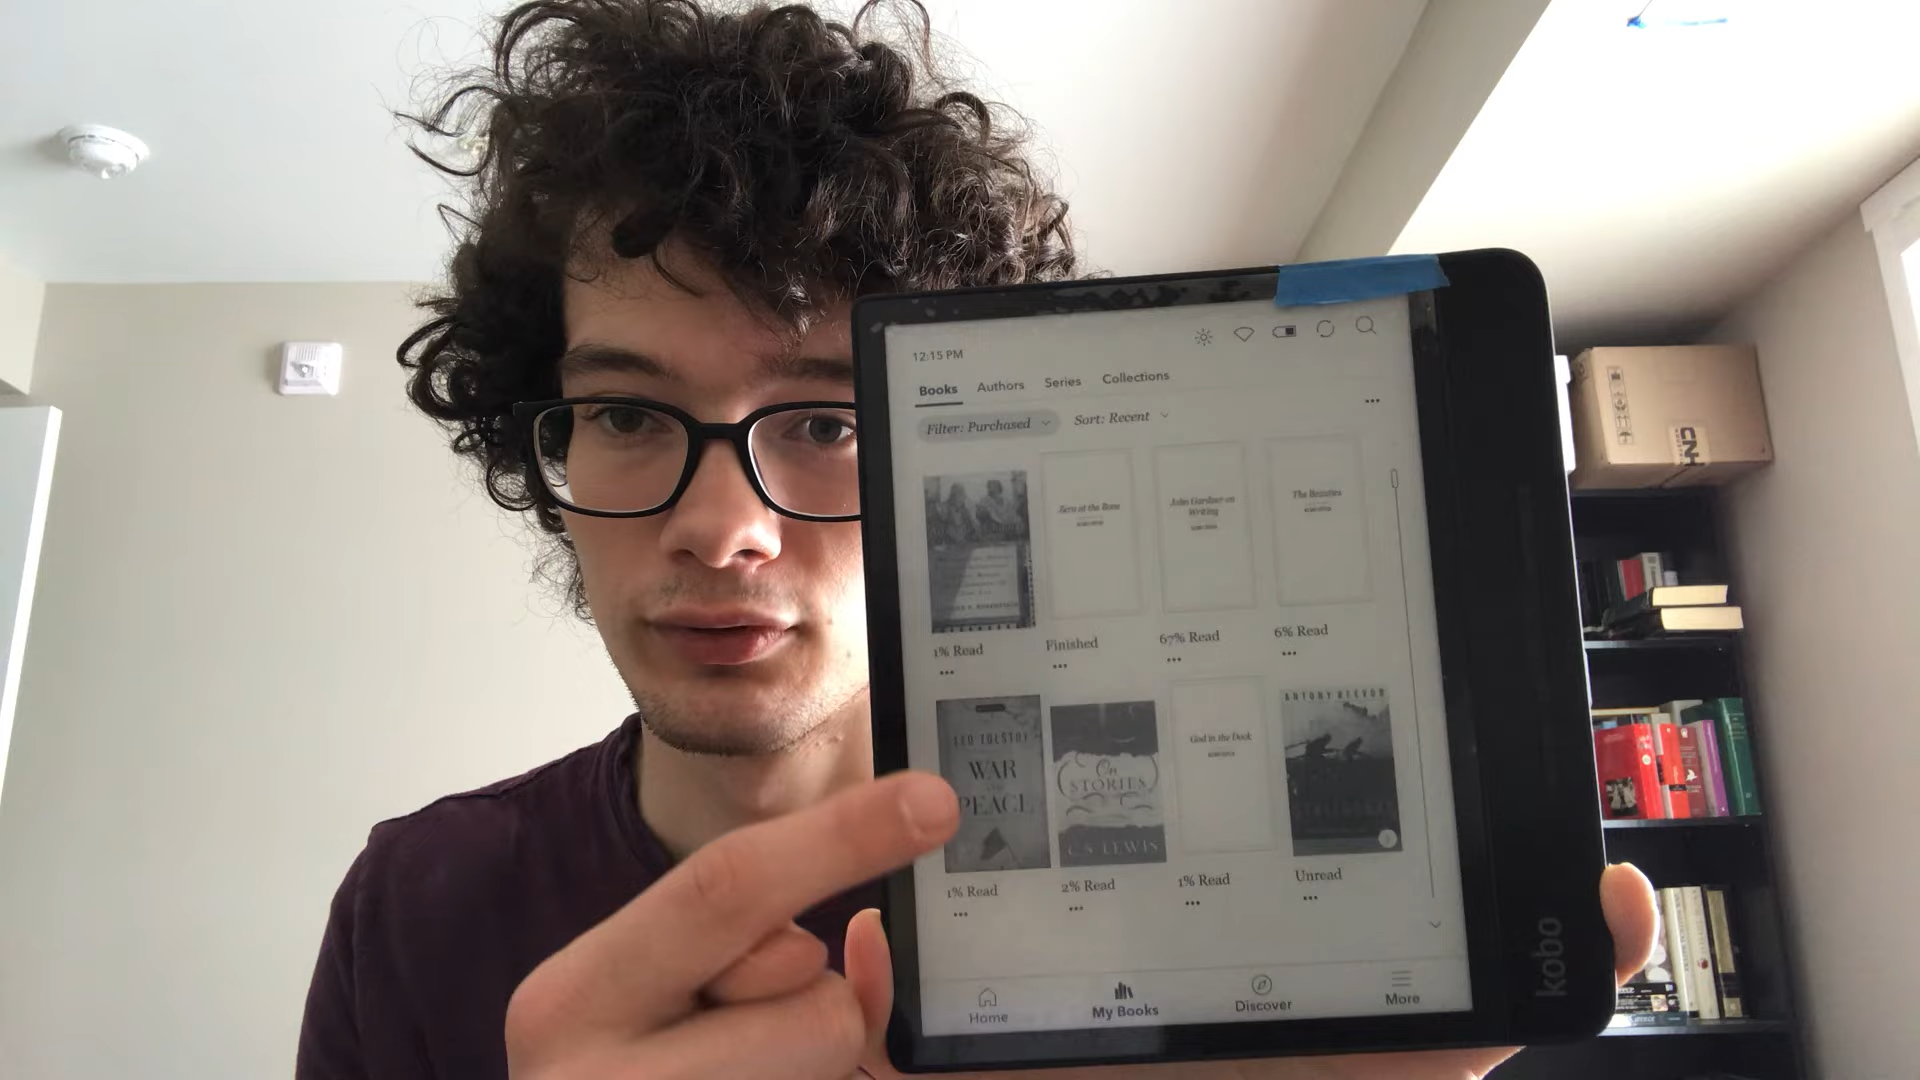 12:15 PM
Books Authors Series Collections
Filter: Purchased Sort: Recent
Zero at the Bone
John Gardner on
Writing
The Beauties
1% Read
Finished
67% Read
6% Read
LEO TOLSTOY
WAR
AND
PEACE
On
STORIES
C S LEWIS
God in the Dock
ANTONY BEEVOR
STALINGRAD
1% Read
2% Read
1% Read
Unread
Home
My Books
Discover
More
kobo